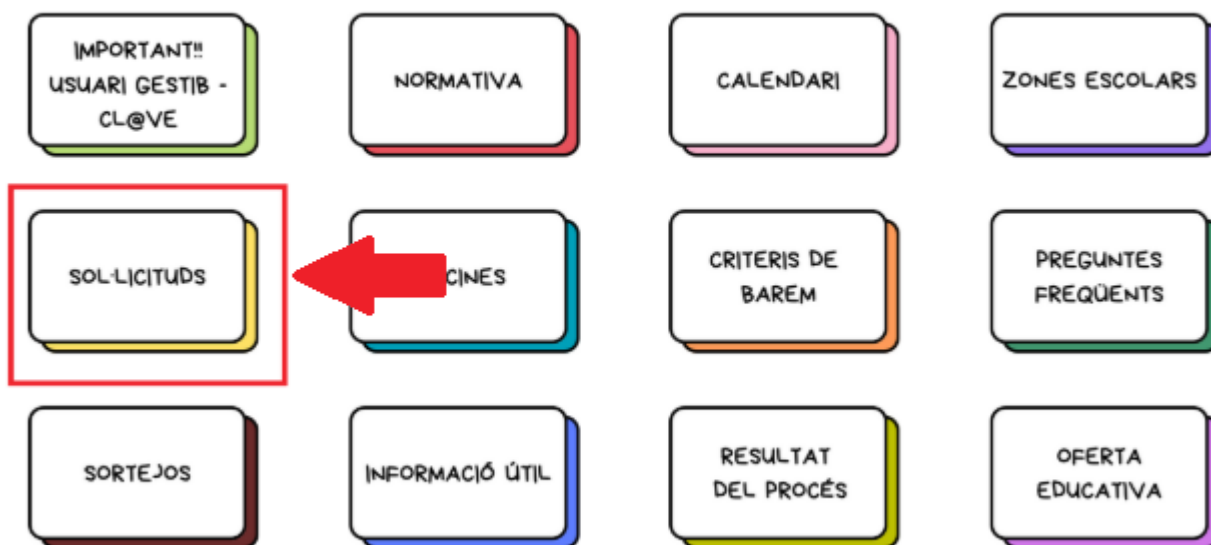 IMPORTANT!!
USUARI GESTIB -
CL@VE
NORMATIVA
CALENDARI
ZONES ESCOLARS
SOL·LICITUDS
CRITERIS DE
BAREM
PREGUNTES
FREQÜENTS
SORTEJOS
INFORMACIÓ ÚTIL
RESULTAT
DEL PROCÉS
OFERTA
EDUCATIVA